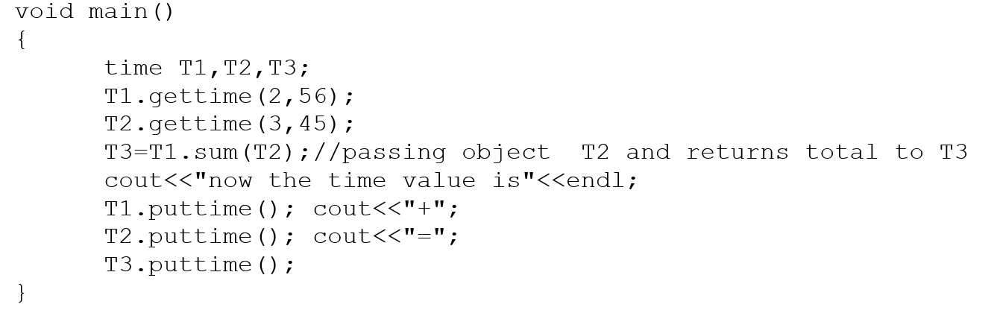 void main()
{
time T1,T2,T3;
T1.gettime(2,56);
T2.gettime(3,45);
T3=T1.sum(T2);//passing object  T2 and returns total to T3
cout<<"now the time value is"<<endl;
T1.puttime(); cout<<"+";
T2.puttime(); cout<<"=";
T3.puttime();
}